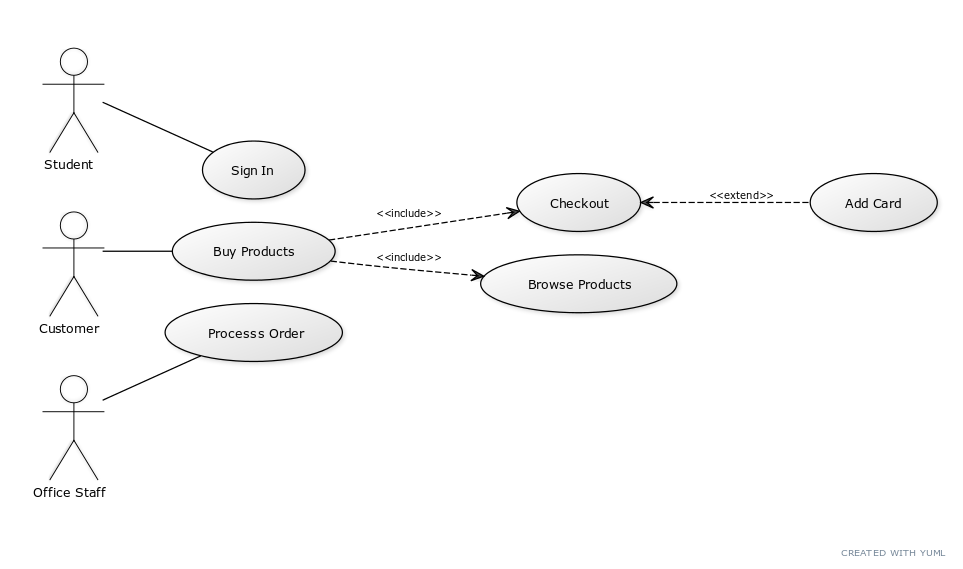 Student
Sign In
Checkout
<<extend>>
Add Card
<<include>>
Buy Products
<<include>>
Browse Products
Customer
Processs Order
Office Staff
CREATED WITH YUML